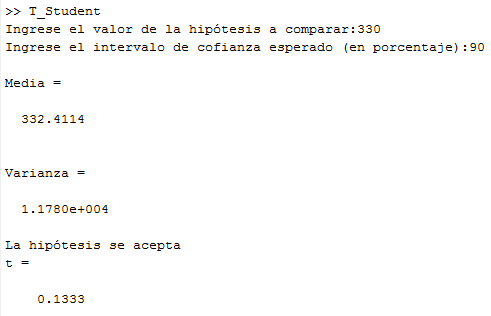 >> T_Student
Ingrese el valor de la hipótesis a comparar:330
Ingrese el intervalo de cofianza esperado (en porcentaje):90
Media =
332.4114
Varianza =
1.1780e+004
La hipótesis se acepta
t =
0.1333